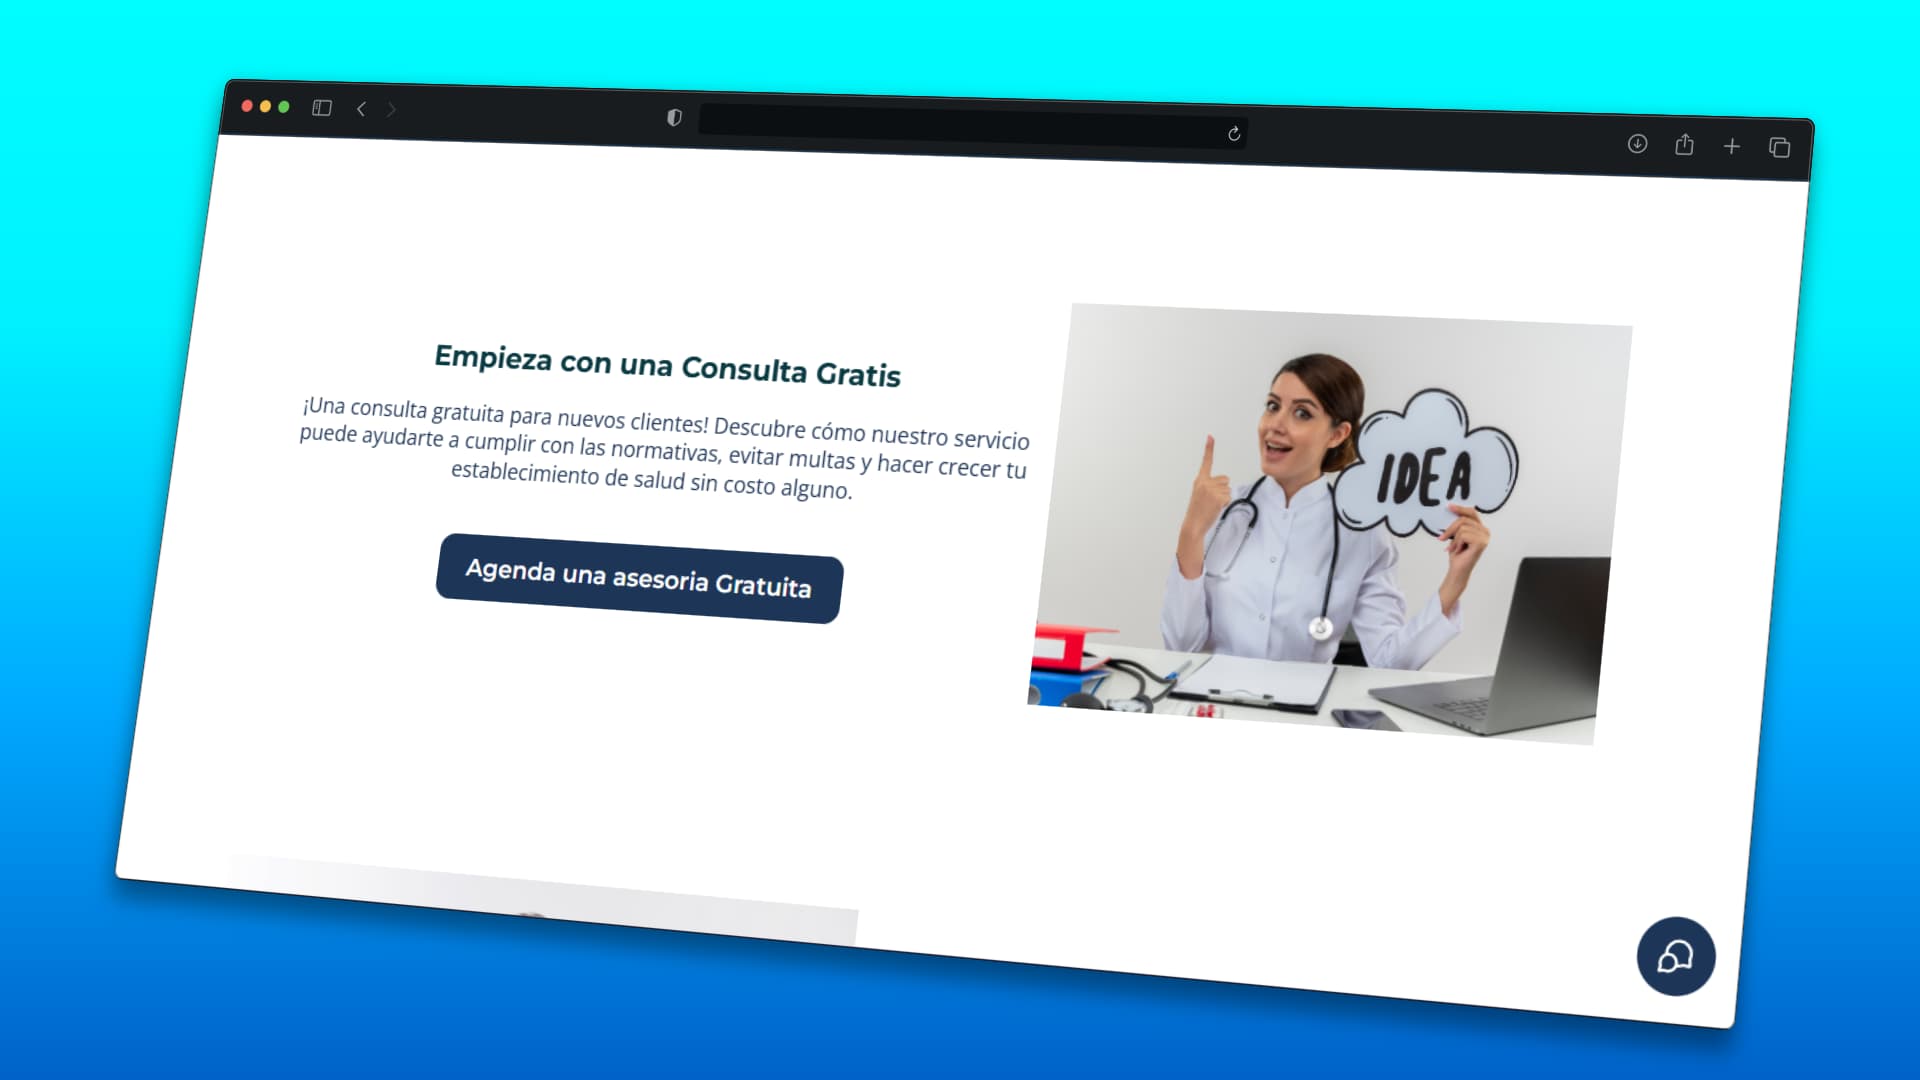 Empieza con una Consulta Gratis
¡Una consulta gratuita para nuevos clientes! Descubre cómo nuestro servicio
puede ayudarte a cumplir con las normativas, evitar multas y hacer crecer tu
establecimiento de salud sin costo alguno.
Agenda una asesoria Gratuita
IDEA